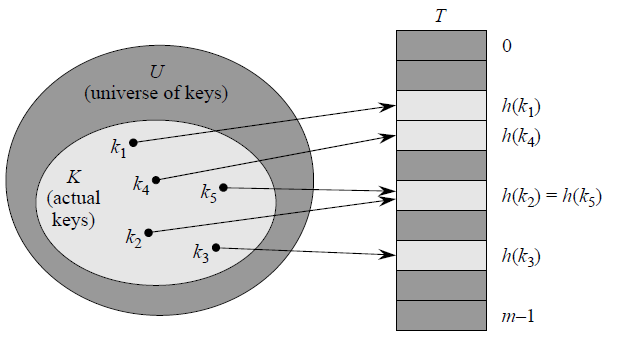 T
0
U
(universe of keys)
h(k₁)
k₁
h(k₄)
K
(actual
keys)
k₄
k₅
h(k₂) = h(k₅)
k₂
k₃
h(k₃)
m–1